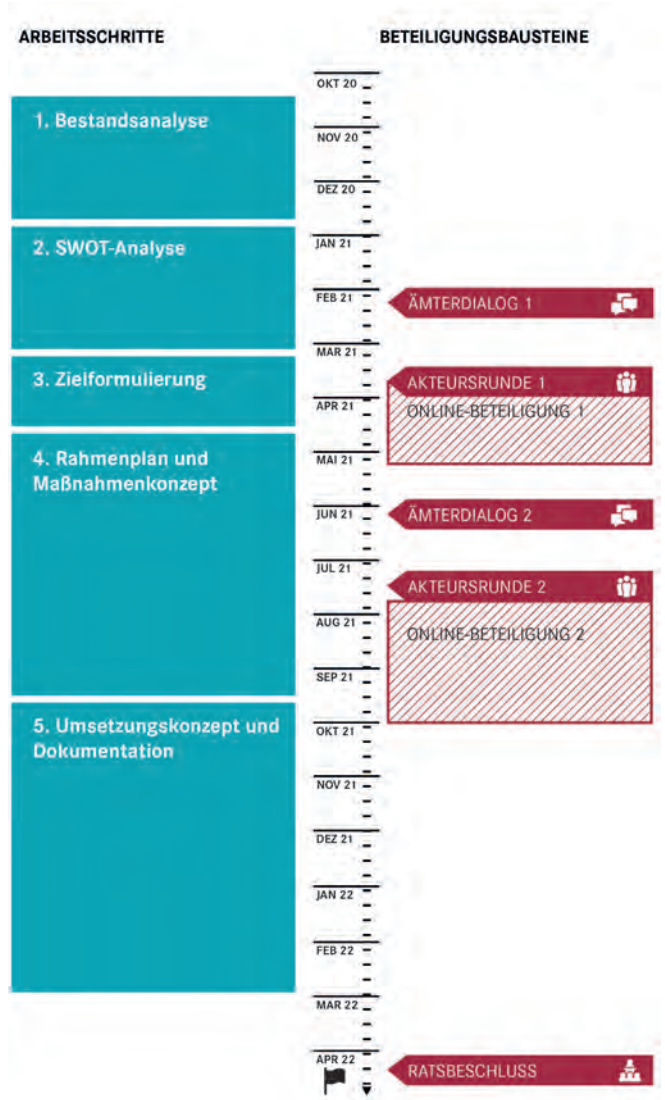 ARBEITSSCHRITTE
BETEILIGUNGSBAUSTEINE
1. Bestandsanalyse
2. SWOT-Analyse
3. Zielformulierung
4. Rahmenplan und
Maßnahmenkonzept
5. Umsetzungskonzept und
Dokumentation
OKT 20
NOV 20
DEZ 20
JAN 21
FEB 21
MAR 21
APR 21
MAI 21
JUN 21
JUL 21
AUG 21
SEP 21
OKT 21
NOV 21
DEZ 21
JAN 22
FEB 22
MAR 22
APR 22
ÄMTERDIALOG 1
AKTEURSRUNDE 1
ONLINE-BETEILIGUNG 1
ÄMTERDIALOG 2
AKTEURSRUNDE 2
ONLINE-BETEILIGUNG 2
RATSBESCHLUSS